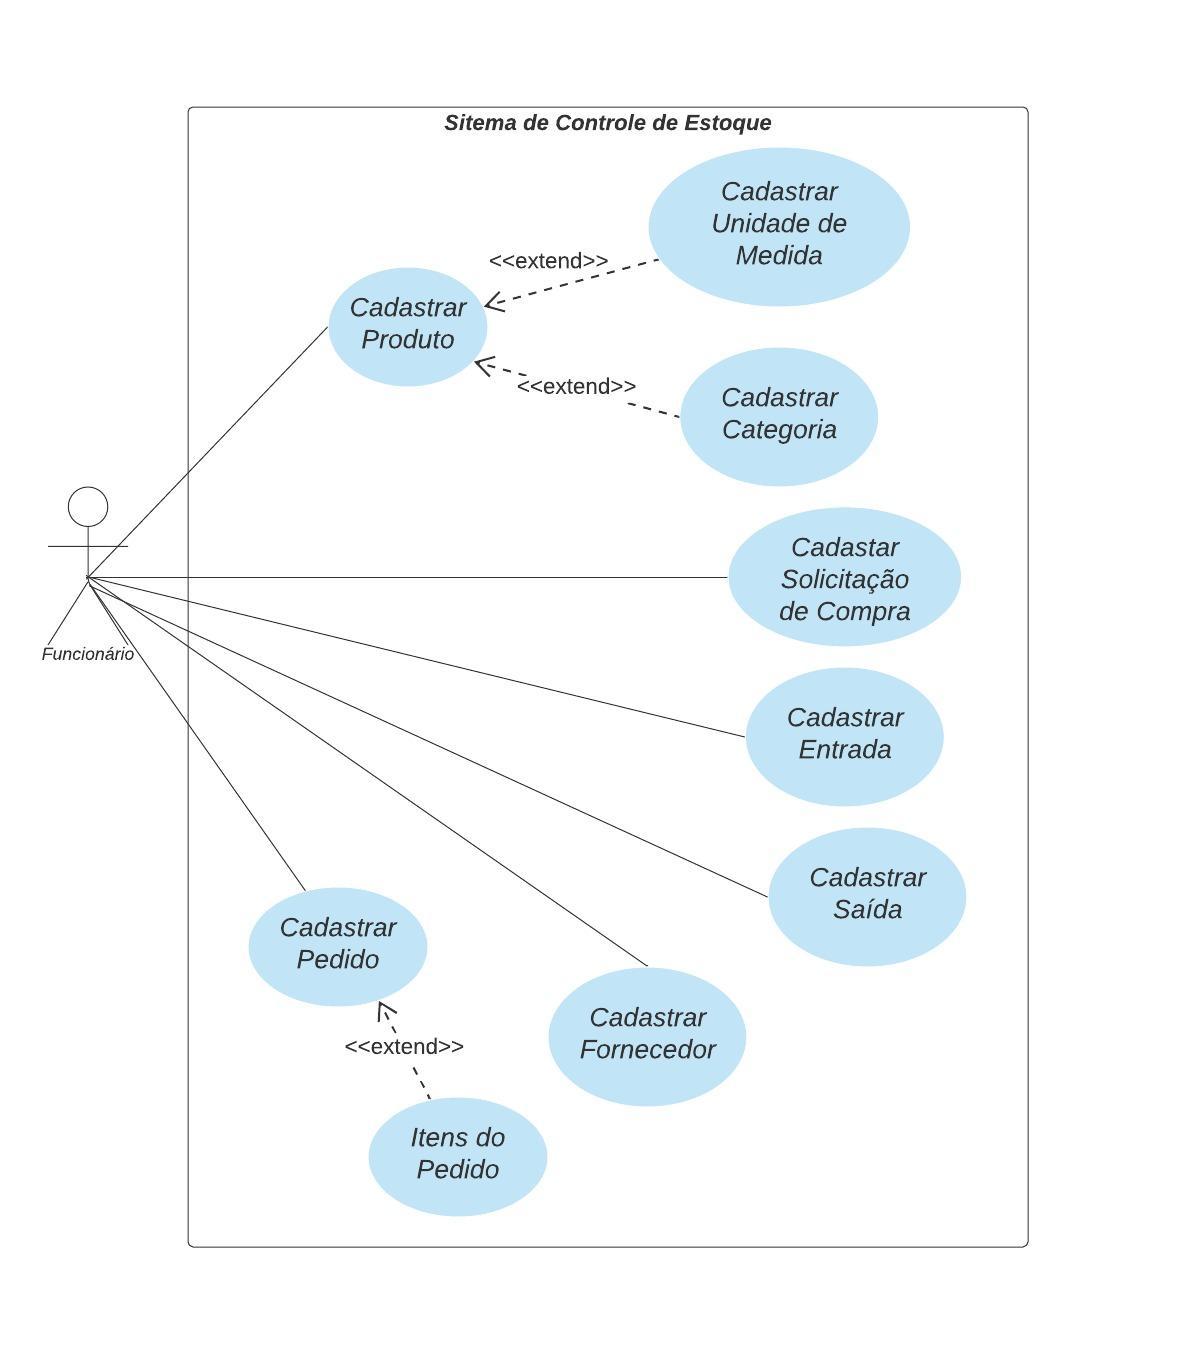 Sitema de Controle de Estoque
Cadastrar
Unidade de
Medida
<<extend>>
Cadastrar
Produto
<<extend>>
Cadastrar
Categoria
Cadastar
Solicitação
de Compra
Funcionário
Cadastrar
Entrada
Cadastrar
Saída
Cadastrar
Pedido
Cadastrar
Fornecedor
<<extend>>
Itens do
Pedido